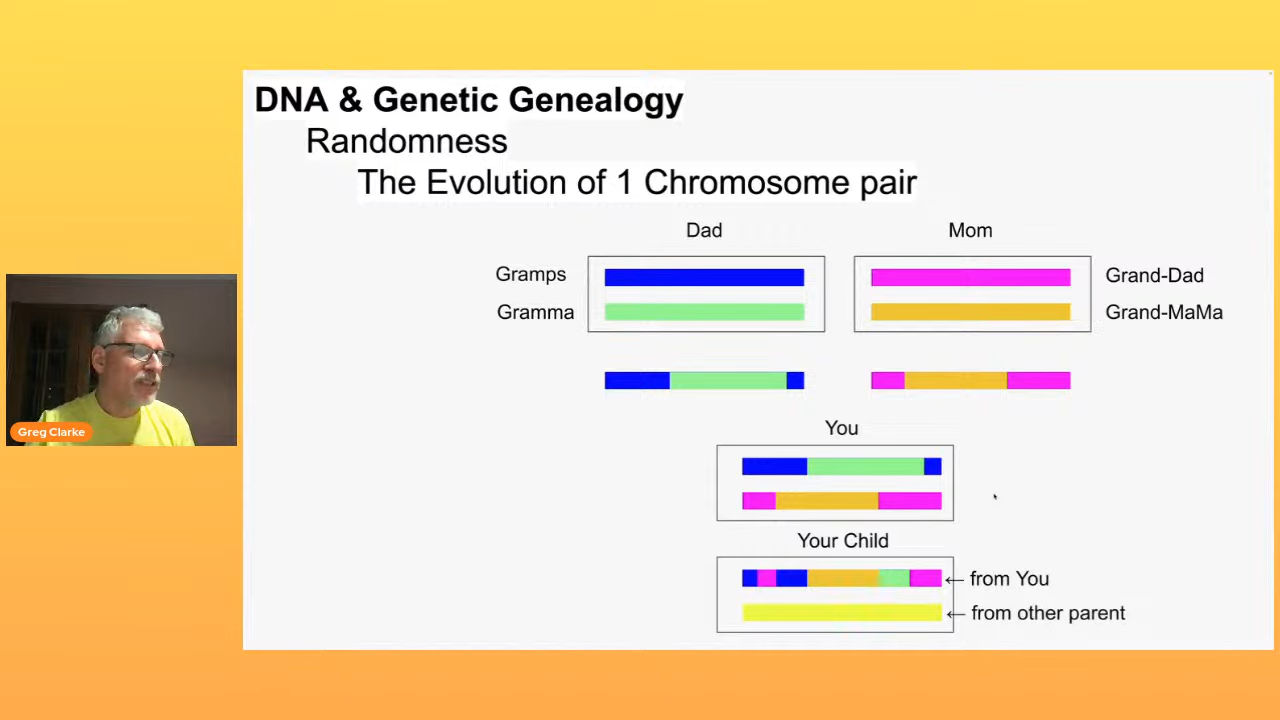 DNA & Genetic Genealogy
Randomness
The Evolution of 1 Chromosome pair
Dad
Mom
Gramps
Grand-Dad
Gramma
Grand-MaMa
You
Your Child
← from You
← from other parent
Greg Clarke